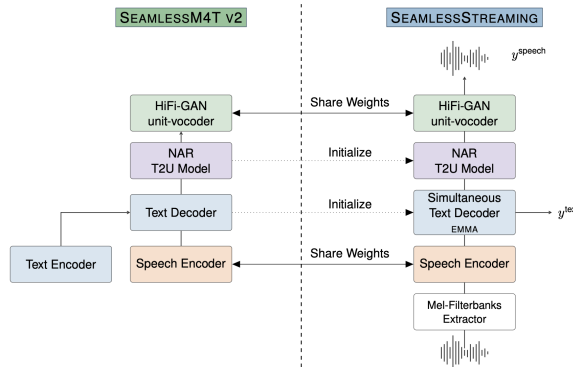 SEAMLESSM4T V2
SEAMLESSSTREAMING
y^speech
HiFi-GAN
unit-vocoder
Share Weights
HiFi-GAN
unit-vocoder
NAR
T2U Model
Initialize
NAR
T2U Model
Text Decoder
Initialize
Simultaneous
Text Decoder
EMMA
Text Encoder
Speech Encoder
Share Weights
Speech Encoder
Mel-Filterbanks
Extractor